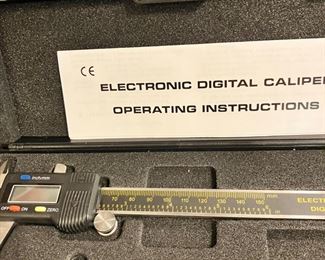 CE
ELECTRONIC DIGITAL CALIPE
OPERATING INSTRUCTIONS
inch/mm
OFF ON ZERO
70 80 90 100 110 120 130 140 150 mm
ELECT
DIG